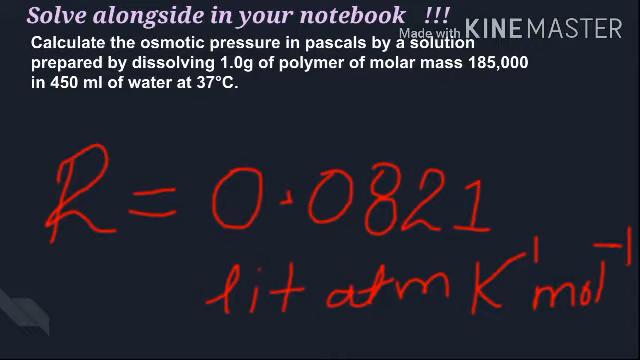 Solve alongside in your notebook !!!
Made with KINEMASTER
Calculate the osmotic pressure in pascals by a solution
prepared by dissolving 1.0g of polymer of molar mass 185,000
in 450 ml of water at 37°C.
R = 0.0821
lit atm K⁻¹ mol⁻¹